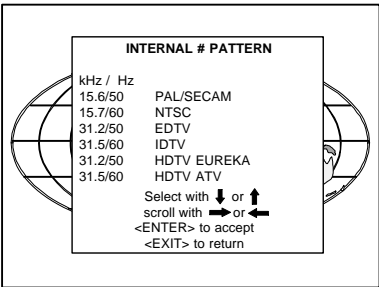 INTERNAL # PATTERN
kHz / Hz
15.6/50 PAL/SECAM
15.7/60 NTSC
31.2/50 EDTV
31.5/60 IDTV
31.2/50 HDTV EUREKA
31.5/60 HDTV ATV
Select with ↓ or ↑
scroll with → or ←
<ENTER> to accept
<EXIT> to return